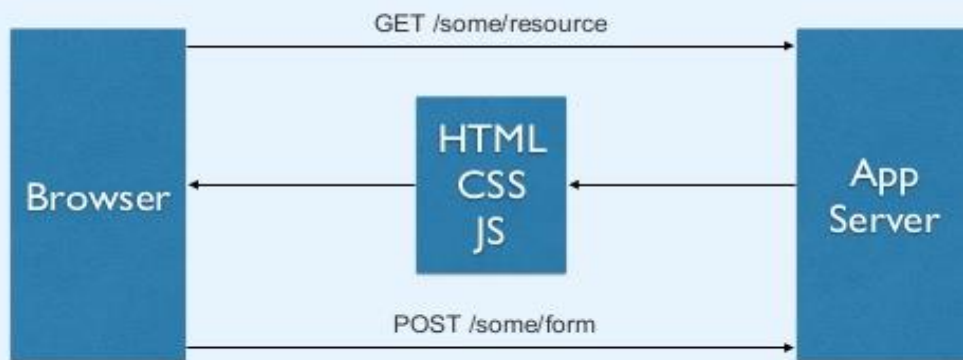 GET /some/resource
Browser
HTML
CSS
JS
App
Server
POST /some/form